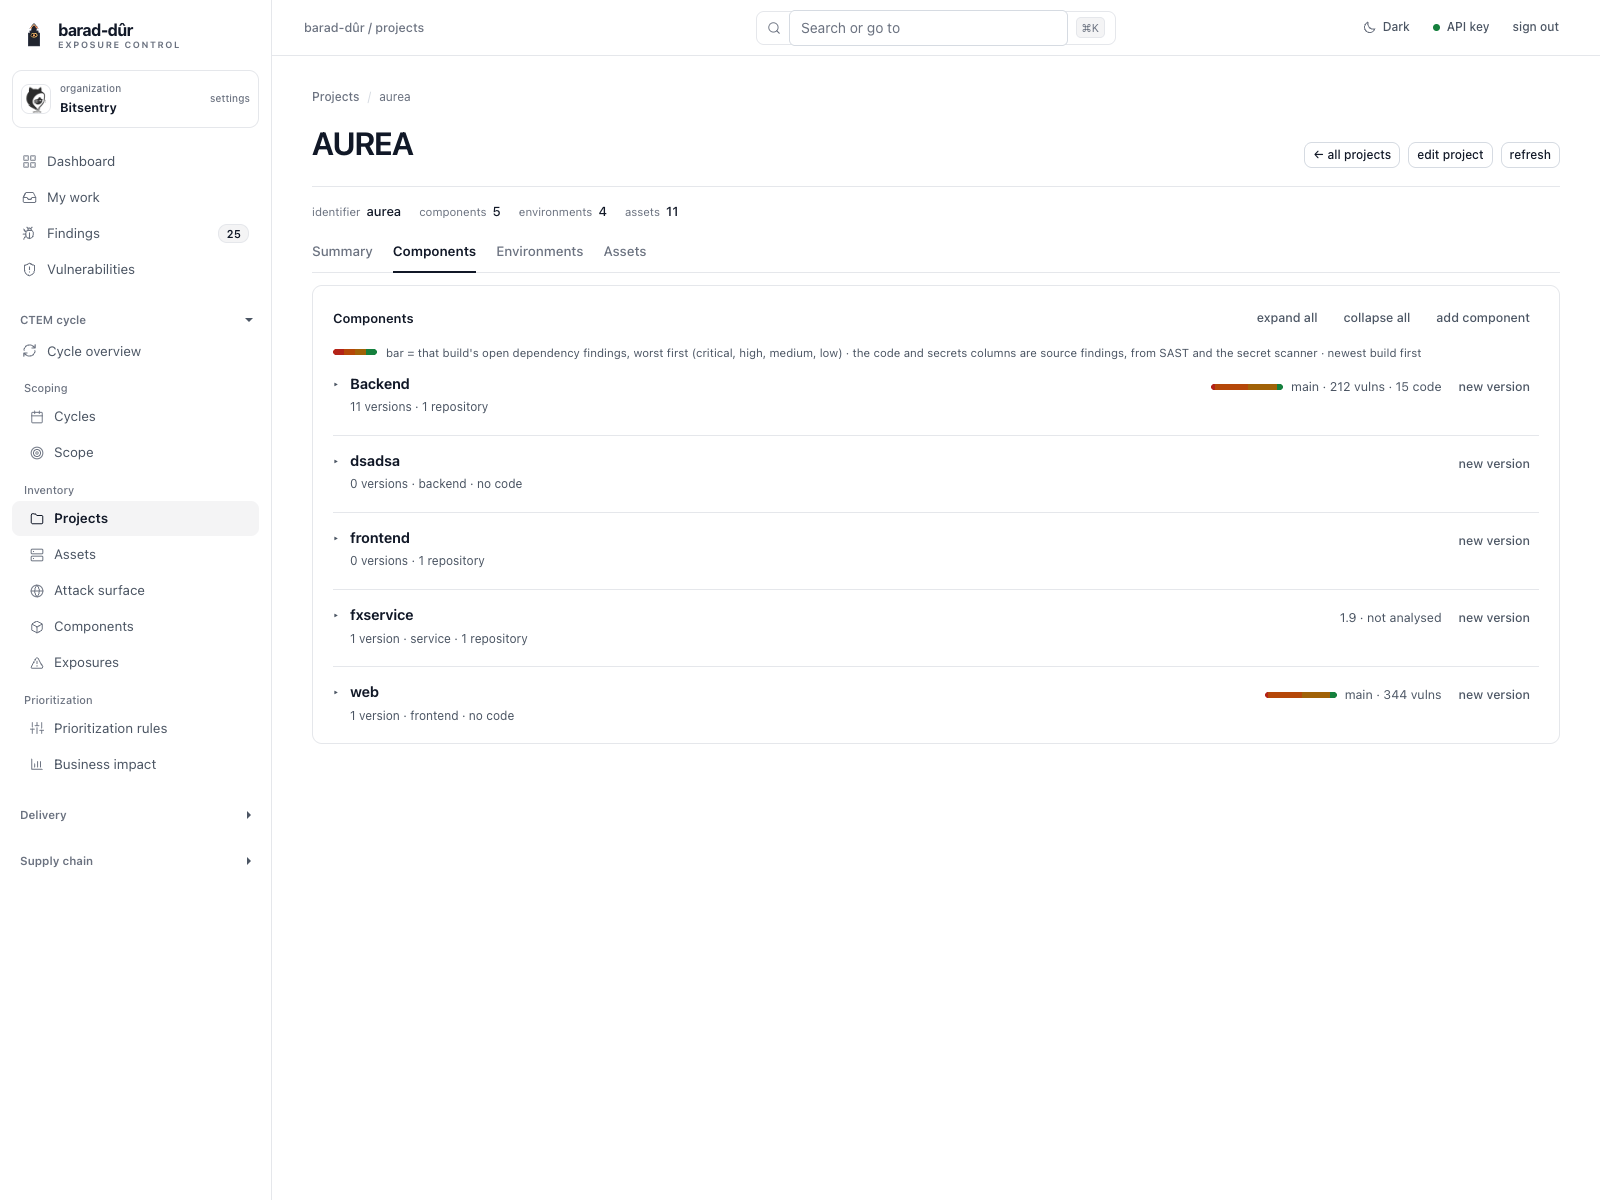 barad-dûr
EXPOSURE CONTROL
organization
Bitsentry
settings
Dashboard
My work
Findings 25
Vulnerabilities
CTEM cycle
Cycle overview
Scoping
Cycles
Scope
Inventory
Projects
Assets
Attack surface
Components
Exposures
Prioritization
Prioritization rules
Business impact
Delivery
Supply chain
barad-dûr / projects
Search or go to
⌘K
Dark
API key
sign out
Projects / aurea
AUREA
← all projects
edit project
refresh
identifier aurea components 5 environments 4 assets 11
Summary Components Environments Assets
Components
expand all
collapse all
add component
bar = that build's open dependency findings, worst first (critical, high, medium, low) · the code and secrets columns are source findings, from SAST and the secret scanner · newest build first
Backend
main · 212 vulns · 15 code new version
11 versions · 1 repository
dsadsa
new version
0 versions · backend · no code
frontend
new version
0 versions · 1 repository
fxservice
1.9 · not analysed new version
1 version · service · 1 repository
web
main · 344 vulns new version
1 version · frontend · no code